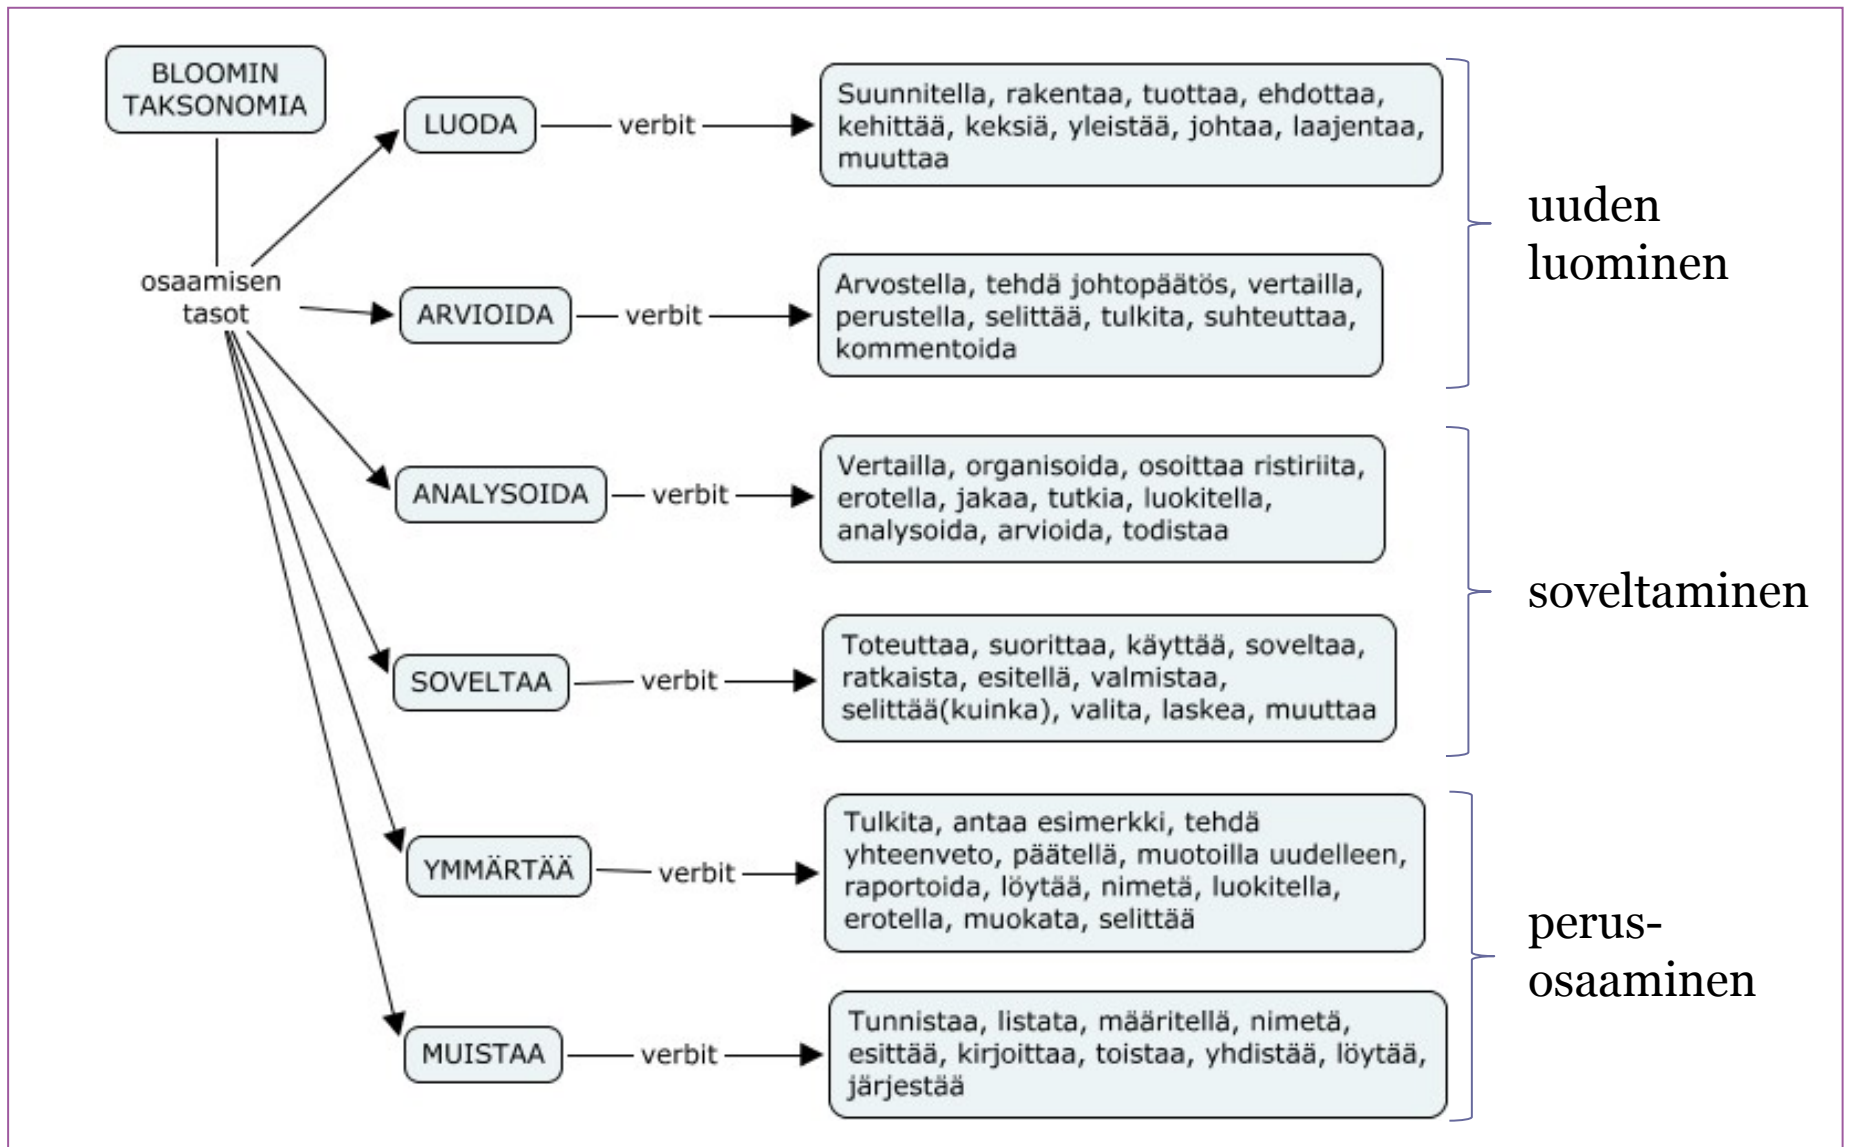 BLOOMIN
TAKSONOMIA
osaamisen
tasot
LUODA
verbit
Suunnitella, rakentaa, tuottaa, ehdottaa,
kehittää, keksiä, yleistää, johtaa, laajentaa,
muuttaa
ARVIOIDA
verbit
Arvostella, tehdä johtopäätös, vertailla,
perustella, selittää, tulkita, suhteuttaa,
kommentoida
uuden
luominen
ANALYSOIDA
verbit
Vertailla, organisoida, osoittaa ristiriita,
erotella, jakaa, tutkia, luokitella,
analysoida, arvioida, todistaa
SOVELTAA
verbit
Toteuttaa, suorittaa, käyttää, soveltaa,
ratkaista, esitellä, valmistaa,
selittää(kuinka), valita, laskea, muuttaa
soveltaminen
YMMÄRTÄÄ
verbit
Tulkita, antaa esimerkki, tehdä
yhteenveto, päätellä, muotoilla uudelleen,
raportoida, löytää, nimetä, luokitella,
erotella, muokata, selittää
MUISTAA
verbit
Tunnistaa, listata, määritellä, nimetä,
esittää, kirjoittaa, toistaa, yhdistää, löytää,
järjestää
perus-
osaaminen